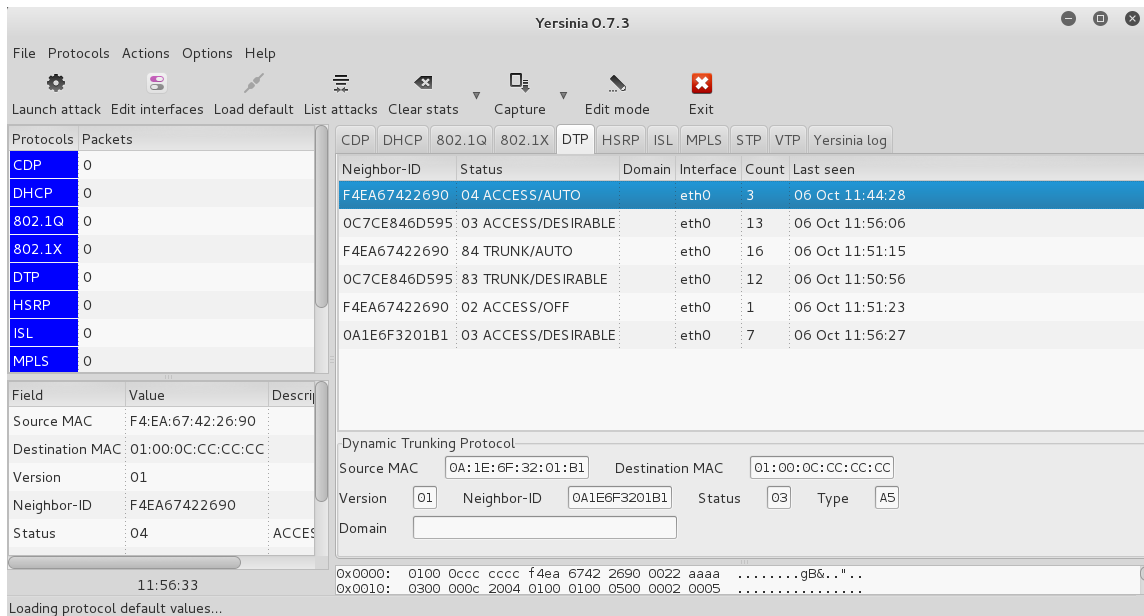 Yersinia 0.7.3
File Protocols Actions Options Help
Launch attack Edit interfaces Load default List attacks Clear stats Capture Edit mode Exit
Protocols Packets
CDP 0
DHCP 0
802.1Q 0
802.1X 0
DTP 0
HSRP 0
ISL 0
MPLS 0
Field Value Descrip
Source MAC F4:EA:67:42:26:90
Destination MAC 01:00:0C:CC:CC:CC
Version 01
Neighbor-ID F4EA67422690
Status 04 ACCES
11:56:33
CDP DHCP 802.1Q 802.1X DTP HSRP ISL MPLS STP VTP Yersinia log
Neighbor-ID Status Domain Interface Count Last seen
F4EA67422690 04 ACCESS/AUTO eth0 3 06 Oct 11:44:28
0C7CE846D595 03 ACCESS/DESIRABLE eth0 13 06 Oct 11:56:06
F4EA67422690 84 TRUNK/AUTO eth0 16 06 Oct 11:51:15
0C7CE846D595 83 TRUNK/DESIRABLE eth0 12 06 Oct 11:50:56
F4EA67422690 02 ACCESS/OFF eth0 1 06 Oct 11:51:23
0A1E6F3201B1 03 ACCESS/DESIRABLE eth0 7 06 Oct 11:56:27
Dynamic Trunking Protocol
Source MAC 0A:1E:6F:32:01:B1 Destination MAC 01:00:0C:CC:CC:CC
Version 01 Neighbor-ID 0A1E6F3201B1 Status 03 Type A5
Domain
0x0000: 0100 0ccc cccc f4ea 6742 2690 0022 aaaa ........gB&.."..
0x0010: 0300 000c 2004 0100 0100 0500 0002 0005 ................
Loading protocol default values...